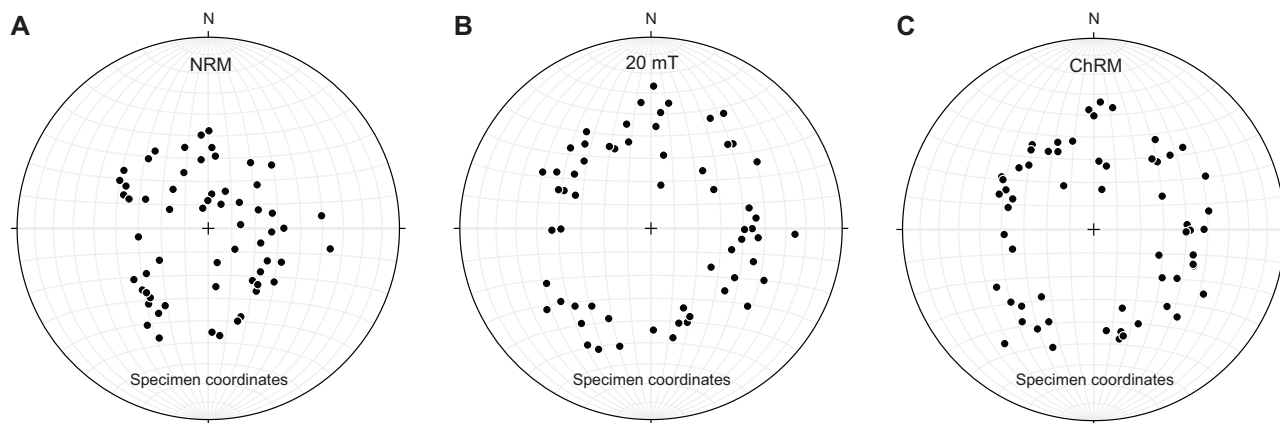 A
N
NRM
Specimen coordinates
B
N
20 mT
Specimen coordinates
C
N
ChRM
Specimen coordinates